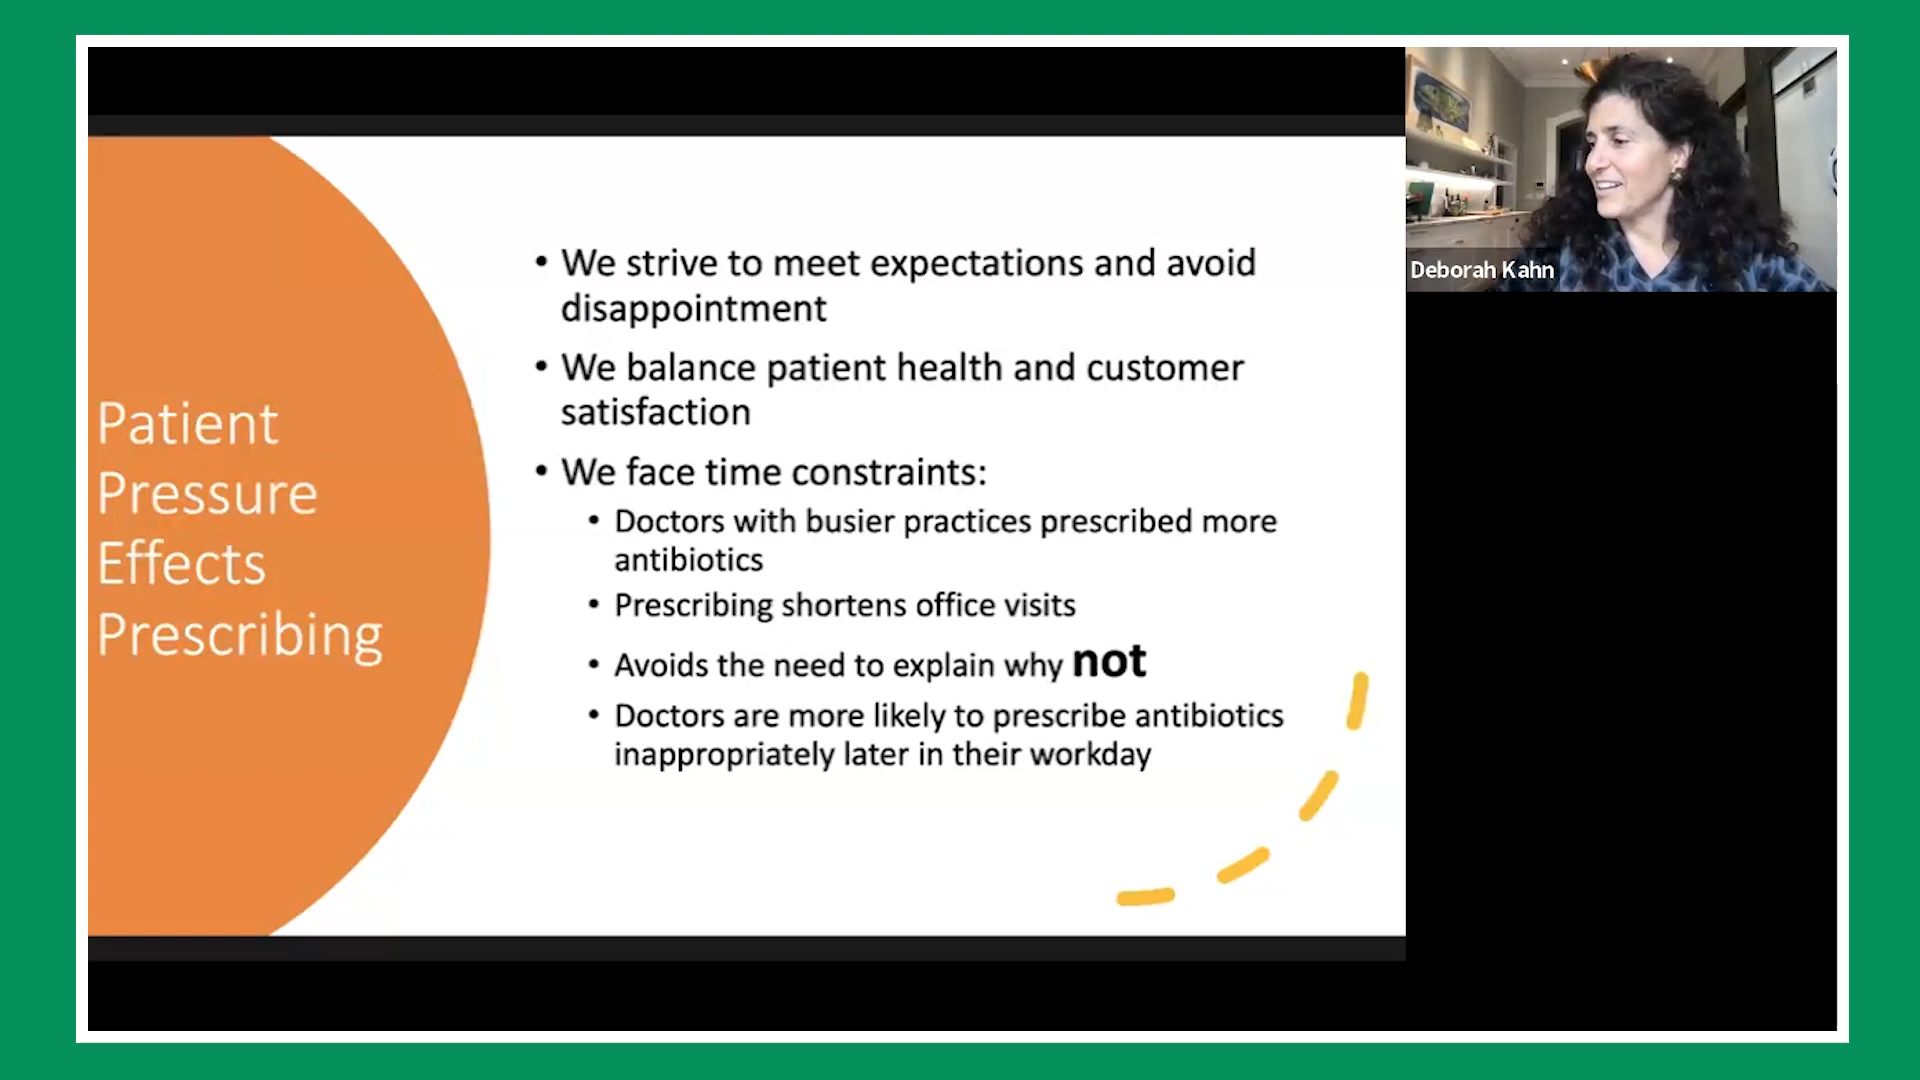 Patient
Pressure
Effects
Prescribing
• We strive to meet expectations and avoid
disappointment
• We balance patient health and customer
satisfaction
• We face time constraints:
• Doctors with busier practices prescribed more
antibiotics
• Prescribing shortens office visits
• Avoids the need to explain why not
• Doctors are more likely to prescribe antibiotics
inappropriately later in their workday
Deborah Kahn